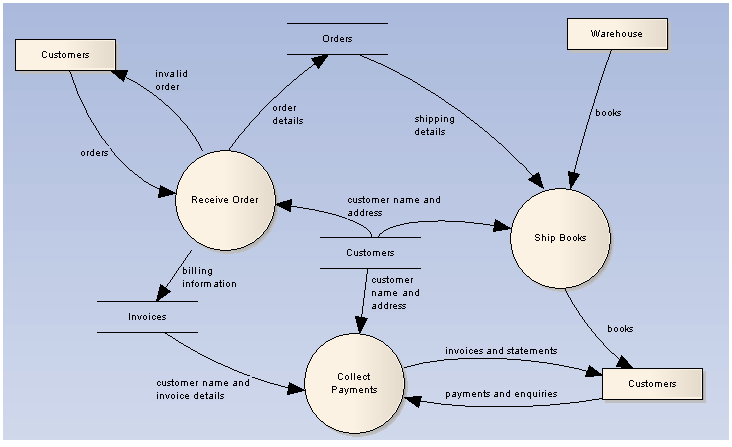 Orders
Warehouse
Customers
invalid
order
order
details
shipping
details
books
orders
Receive Order
customer name and
address
Ship Books
Customers
billing
information
customer
name and
address
Invoices
books
invoices and statements
customer name and
invoice details
Collect
Payments
payments and enquiries
Customers